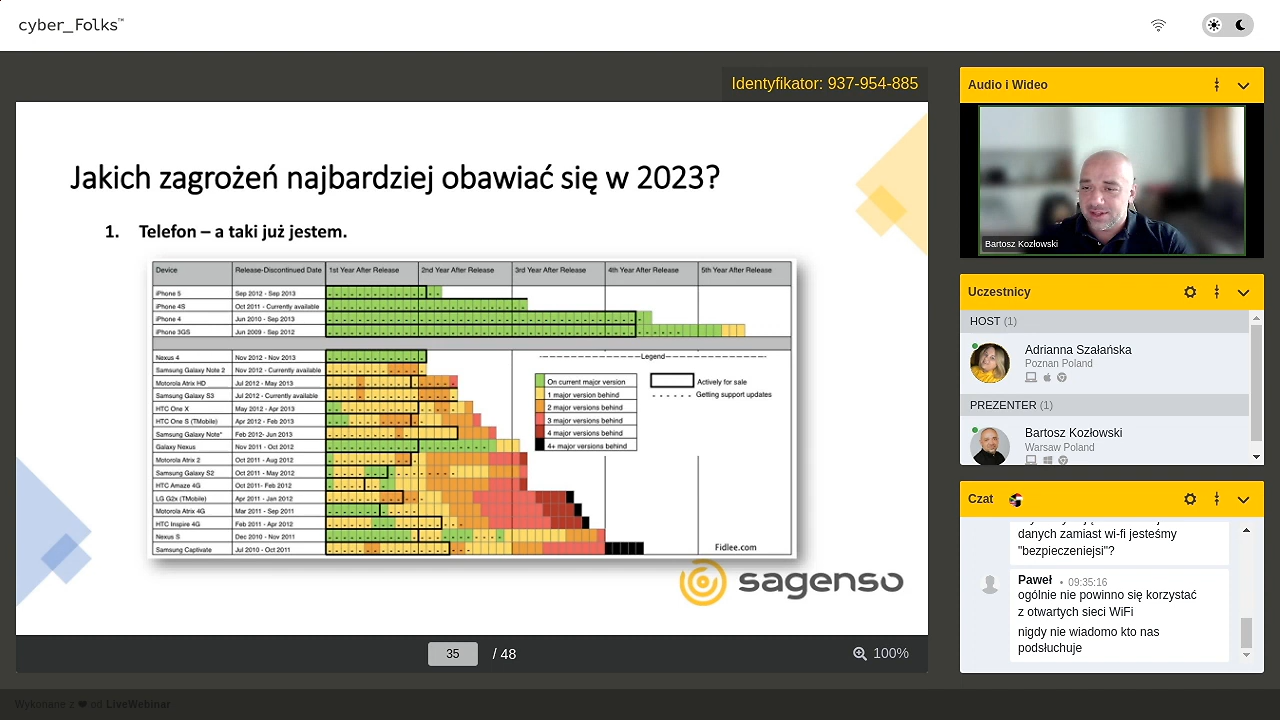 cyber_Folks™
Identyfikator: 937-954-885
Jakich zagrożeń najbardziej obawiać się w 2023?
1. Telefon – a taki już jestem.
Device Release-Discontinued Date 1st Year After Release 2nd Year After Release 3rd Year After Release 4th Year After Release 5th Year After Release
iPhone 5 Sep 2012 - Sep 2013
iPhone 4S Oct 2011 - Currently available
iPhone 4 Jun 2010 - Sep 2013
iPhone 3GS Jun 2009 - Sep 2012
Nexus 4 Nov 2012 - Nov 2013
Samsung Galaxy Note 2 Nov 2012 - Currently available
Motorola Atrix HD Jul 2012 - May 2013
Samsung Galaxy S3 Jul 2012 - Currently available
HTC One X May 2012 - Apr 2013
HTC One S (TMobile) Apr 2012 - Feb 2013
Samsung Galaxy Note* Feb 2012- Jun 2013
Galaxy Nexus Nov 2011 - Oct 2012
Motorola Atrix 2 Oct 2011 - Aug 2012
Samsung Galaxy S2 Oct 2011 - May 2012
HTC Amaze 4G Oct 2011- Feb 2012
LG G2x (TMobile) Apr 2011 - Jan 2012
Motorola Atrix 4G Mar 2011 - Sep 2011
HTC Inspire 4G Feb 2011 - Apr 2012
Nexus S Dec 2010 - Nov 2011
Samsung Captivate Jul 2010 - Oct 2011
Legend
On current major version
1 major version behind
2 major versions behind
3 major versions behind
4 major versions behind
4+ major versions behind
Actively for sale
Getting support updates
Fidlee.com
sagenso
35 / 48
100%
Audio i Wideo
Bartosz Kozłowski
Uczestnicy
HOST (1)
Adrianna Szałańska
Poznan Poland
PREZENTER (1)
Bartosz Kozłowski
Warsaw Poland
Czat
danych zamiast wi-fi jesteśmy
"bezpieczeniejsi"?
Paweł • 09:35:16
ogólnie nie powinno się korzystać
z otwartych sieci WiFi
nigdy nie wiadomo kto nas
podsłuchuje
Wykonane z ❤ od LiveWebinar